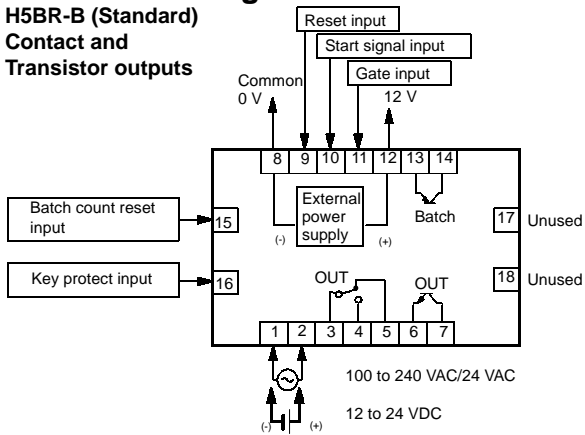 H5BR-B (Standard)
Contact and
Transistor outputs
Reset input
Start signal input
Gate input
Common
0 V
12 V
8 9 10 11 12 13 14
External
power
supply
(-)
(+)
Batch
Batch count reset
input
15
17 Unused
Key protect input
16
18 Unused
OUT
OUT
1 2 3 4 5 6 7
100 to 240 VAC/24 VAC
12 to 24 VDC
(-)
(+)